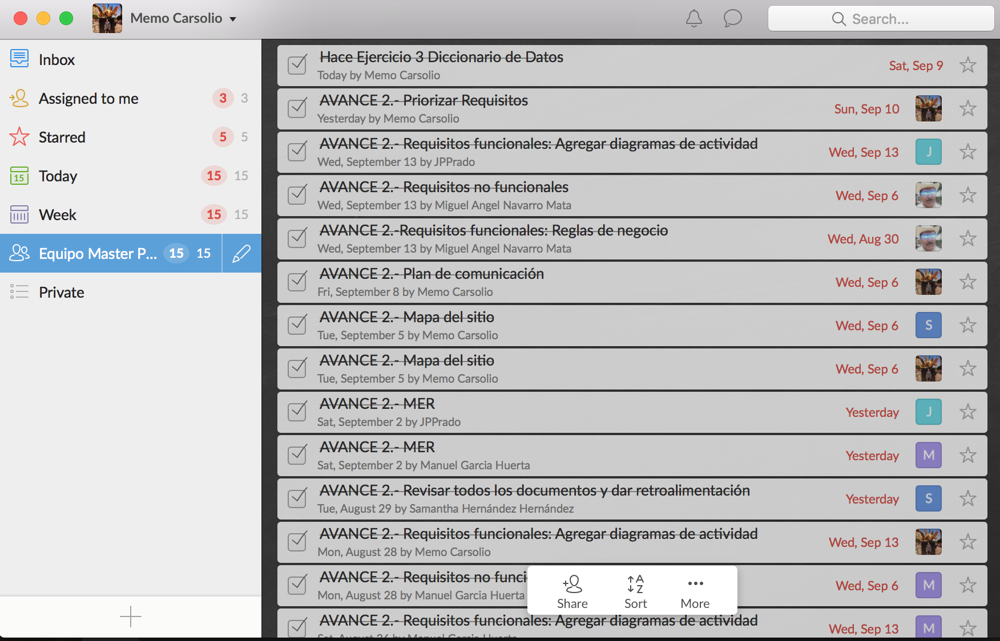 Memo Carsolio
Search...
Inbox
Assigned to me 3 3
Starred 5 5
15 Today 15 15
Week 15 15
Equipo Master P... 15 15
Private
Hace Ejercicio 3 Diccionario de Datos
Today by Memo Carsolio
Sat, Sep 9
AVANCE 2.- Priorizar Requisitos
Yesterday by Memo Carsolio
Sun, Sep 10
AVANCE 2.- Requisitos funcionales: Agregar diagramas de actividad
Wed, September 13 by JPPrado
Wed, Sep 13
J
AVANCE 2.- Requisitos no funcionales
Wed, September 13 by Miguel Angel Navarro Mata
Wed, Sep 6
AVANCE 2.-Requisitos funcionales: Reglas de negocio
Wed, September 13 by Miguel Angel Navarro Mata
Wed, Aug 30
AVANCE 2.- Plan de comunicación
Fri, September 8 by Memo Carsolio
Wed, Sep 6
AVANCE 2.- Mapa del sitio
Tue, September 5 by Memo Carsolio
Wed, Sep 6
S
AVANCE 2.- Mapa del sitio
Tue, September 5 by Memo Carsolio
Wed, Sep 6
AVANCE 2.- MER
Sat, September 2 by JPPrado
Yesterday
J
AVANCE 2.- MER
Sat, September 2 by Manuel Garcia Huerta
Yesterday
M
AVANCE 2.- Revisar todos los documentos y dar retroalimentación
Tue, August 29 by Samantha Hernández Hernández
Yesterday
S
AVANCE 2.- Requisitos funcionales: Agregar diagramas de actividad
Mon, August 28 by Memo Carsolio
Wed, Sep 13
AVANCE 2.- Requisitos no funci
Mon, August 28 by Manuel Garcia Huerta
Wed, Sep 6
M
Share
Sort
More
AVANCE 2.- Requisitos funcionales: Agregar diagramas de actividad
Sat, August 26 by Manuel Garcia Huerta
Wed, Sep 13
M